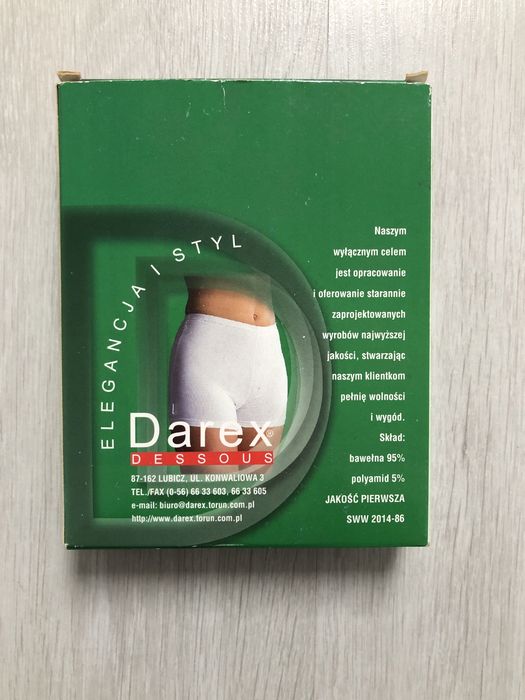 ELEGANCJA I STYL
Naszym
wyłącznym celem
jest opracowanie
i oferowanie starannie
zaprojektowanych
wyrobów najwyższej
jakości, stwarzając
naszym klientkom
pełnię wolności
i wygód.
Skład:
bawełna 95%
polyamid 5%
JAKOŚĆ PIERWSZA
SWW 2014-86
Darex®
DESSOUS
87-162 LUBICZ, UL. KONWALIOWA 3
TEL./FAX (0-56) 66 33 603, 66 33 605
e-mail: biuro@darex.torun.com.pl
http://www.darex.torun.com.pl